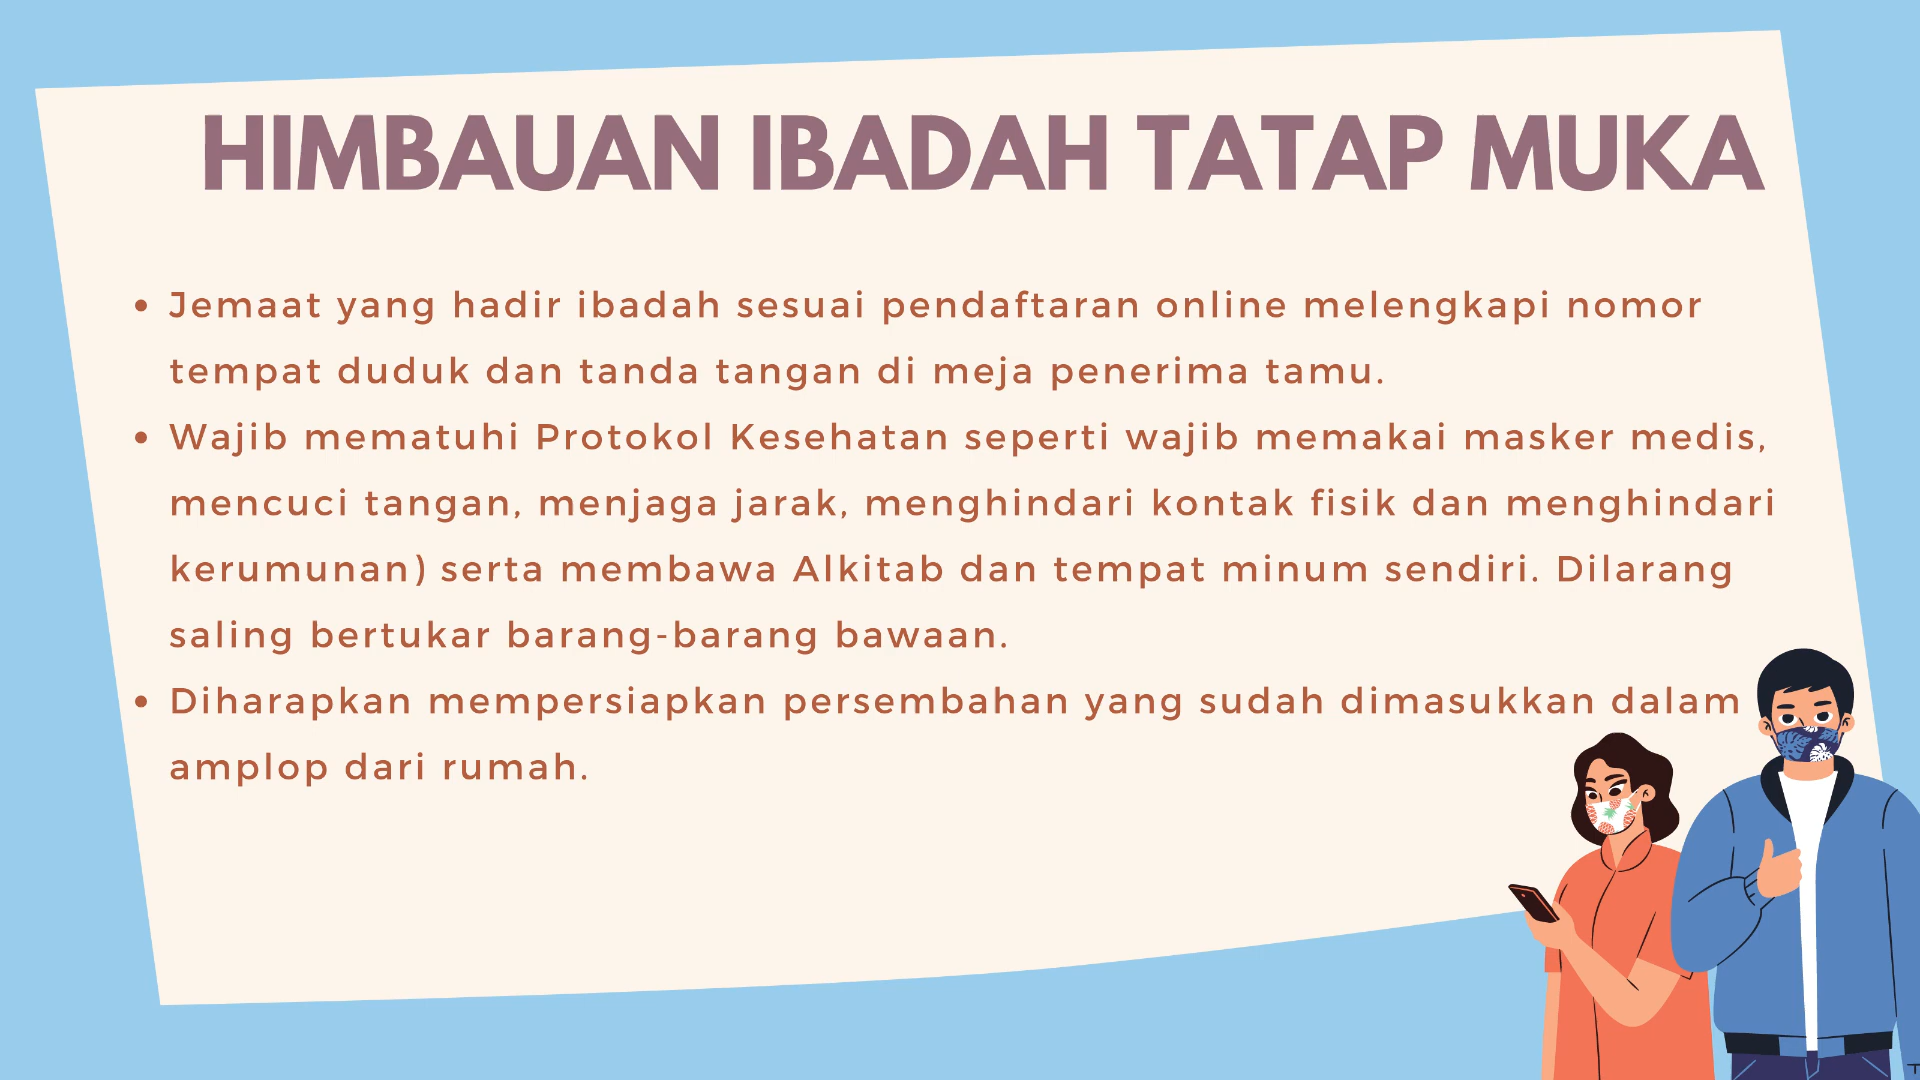 HIMBAUAN IBADAH TATAP MUKA
• Jemaat yang hadir ibadah sesuai pendaftaran online melengkapi nomor
tempat duduk dan tanda tangan di meja penerima tamu.
• Wajib mematuhi Protokol Kesehatan seperti wajib memakai masker medis,
mencuci tangan, menjaga jarak, menghindari kontak fisik dan menghindari
kerumunan) serta membawa Alkitab dan tempat minum sendiri. Dilarang
saling bertukar barang-barang bawaan.
• Diharapkan mempersiapkan persembahan yang sudah dimasukkan dalam
amplop dari rumah.